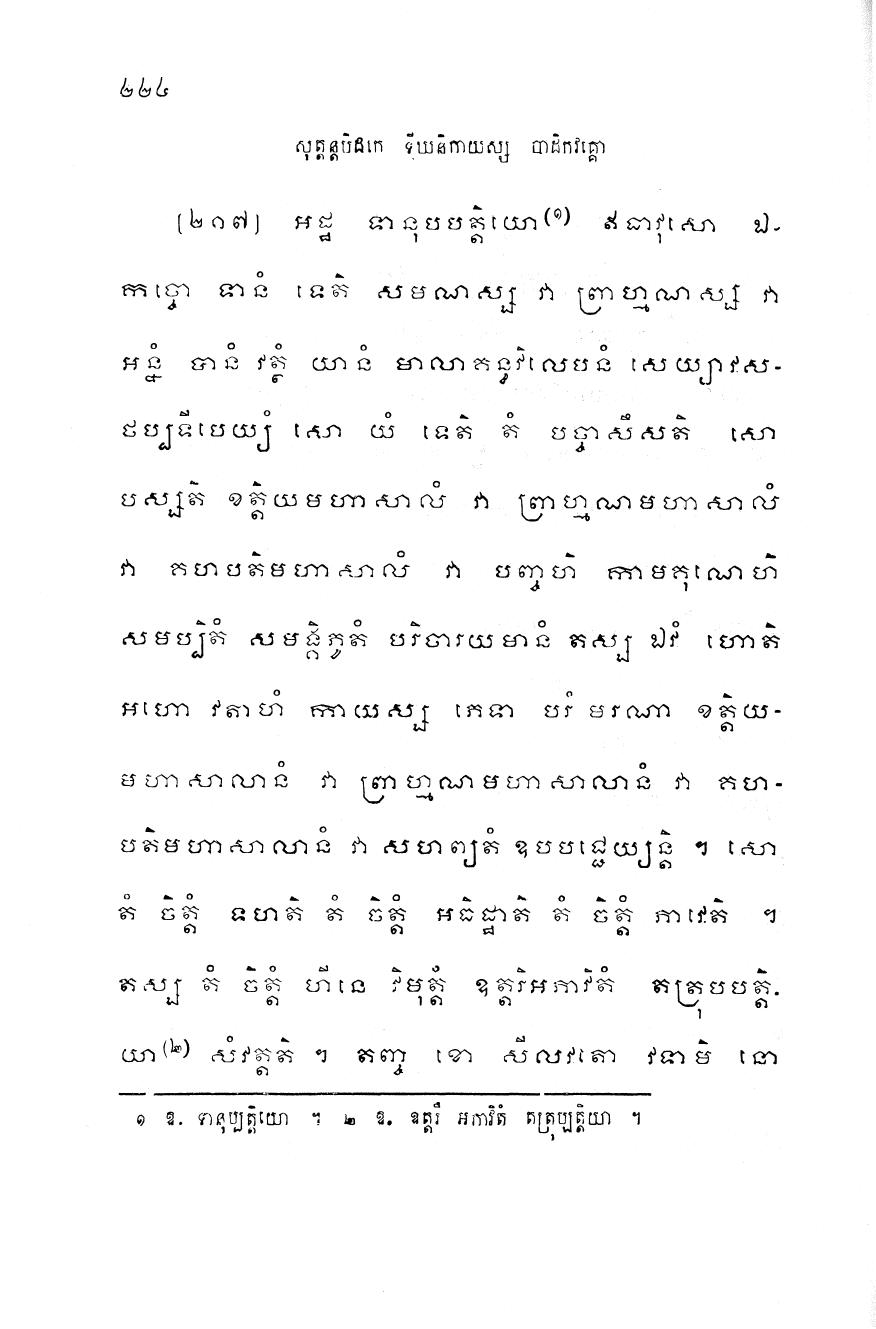 ២២៤
សុត្តន្តបិដកេ ទីឃនិកាយស្ស បាដិកវគ្គោ
[២១៧] អដ្ឋ ទានុបបត្តិយោ(១) ឥធាវុសោ ឯ-
កច្ចោ ទានំ ទេតិ សមណស្ស វា ព្រាហ្មណស្ស វា
អន្នំ បានំ វត្ថំ យានំ មាលាគន្ធវិលេបនំ សេយ្យាវស-
ថប្បទីបេយ្យំ សោ យំ ទេតិ តំ បច្ចាសឹសតិ សោ
បស្សតិ ខត្តិយមហាសាលំ វា ព្រាហ្មណមហាសាលំ
វា គហបតិមហាសាលំ វា បញ្ចហិ កាមគុណេហិ
សមប្បិតំ សមង្គិភូតំ បរិចារយមានំ តស្ស ឯវំ ហោតិ
អហោ វតាហំ កាយស្ស ភេទា បរំ មរណា ខត្តិយ-
មហាសាលានំ វា ព្រាហ្មណមហាសាលានំ វា គហ-
បតិមហាសាលានំ វា សហព្យតំ ឧបបជ្ជេយ្យន្តិ ។ សោ
តំ ចិត្តំ ទហតិ តំ ចិត្តំ អធិដ្ឋាតិ តំ ចិត្តំ ភាវេតិ ។
តស្ស តំ ចិត្តំ ហីនេ វិមុត្តំ ឧត្តរិអភាវិតំ តត្រុបបត្តិ-
យា(២) សំវត្តតិ ។ តញ្ច ខោ សីលវតោ វទាមិ នោ
១ ឱ. ទានុប្បត្តិយោ ។ ២ ឱ. ឧត្តរឹ អភាវិតំ តត្រុប្បត្តិយា ។